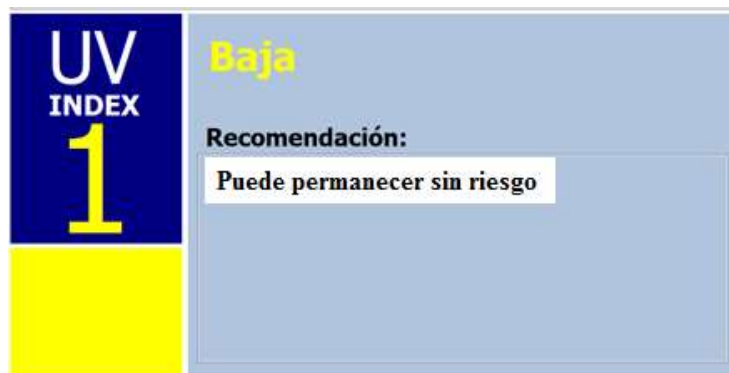 UV
INDEX
1
Baja
Recomendación:
Puede permanecer sin riesgo